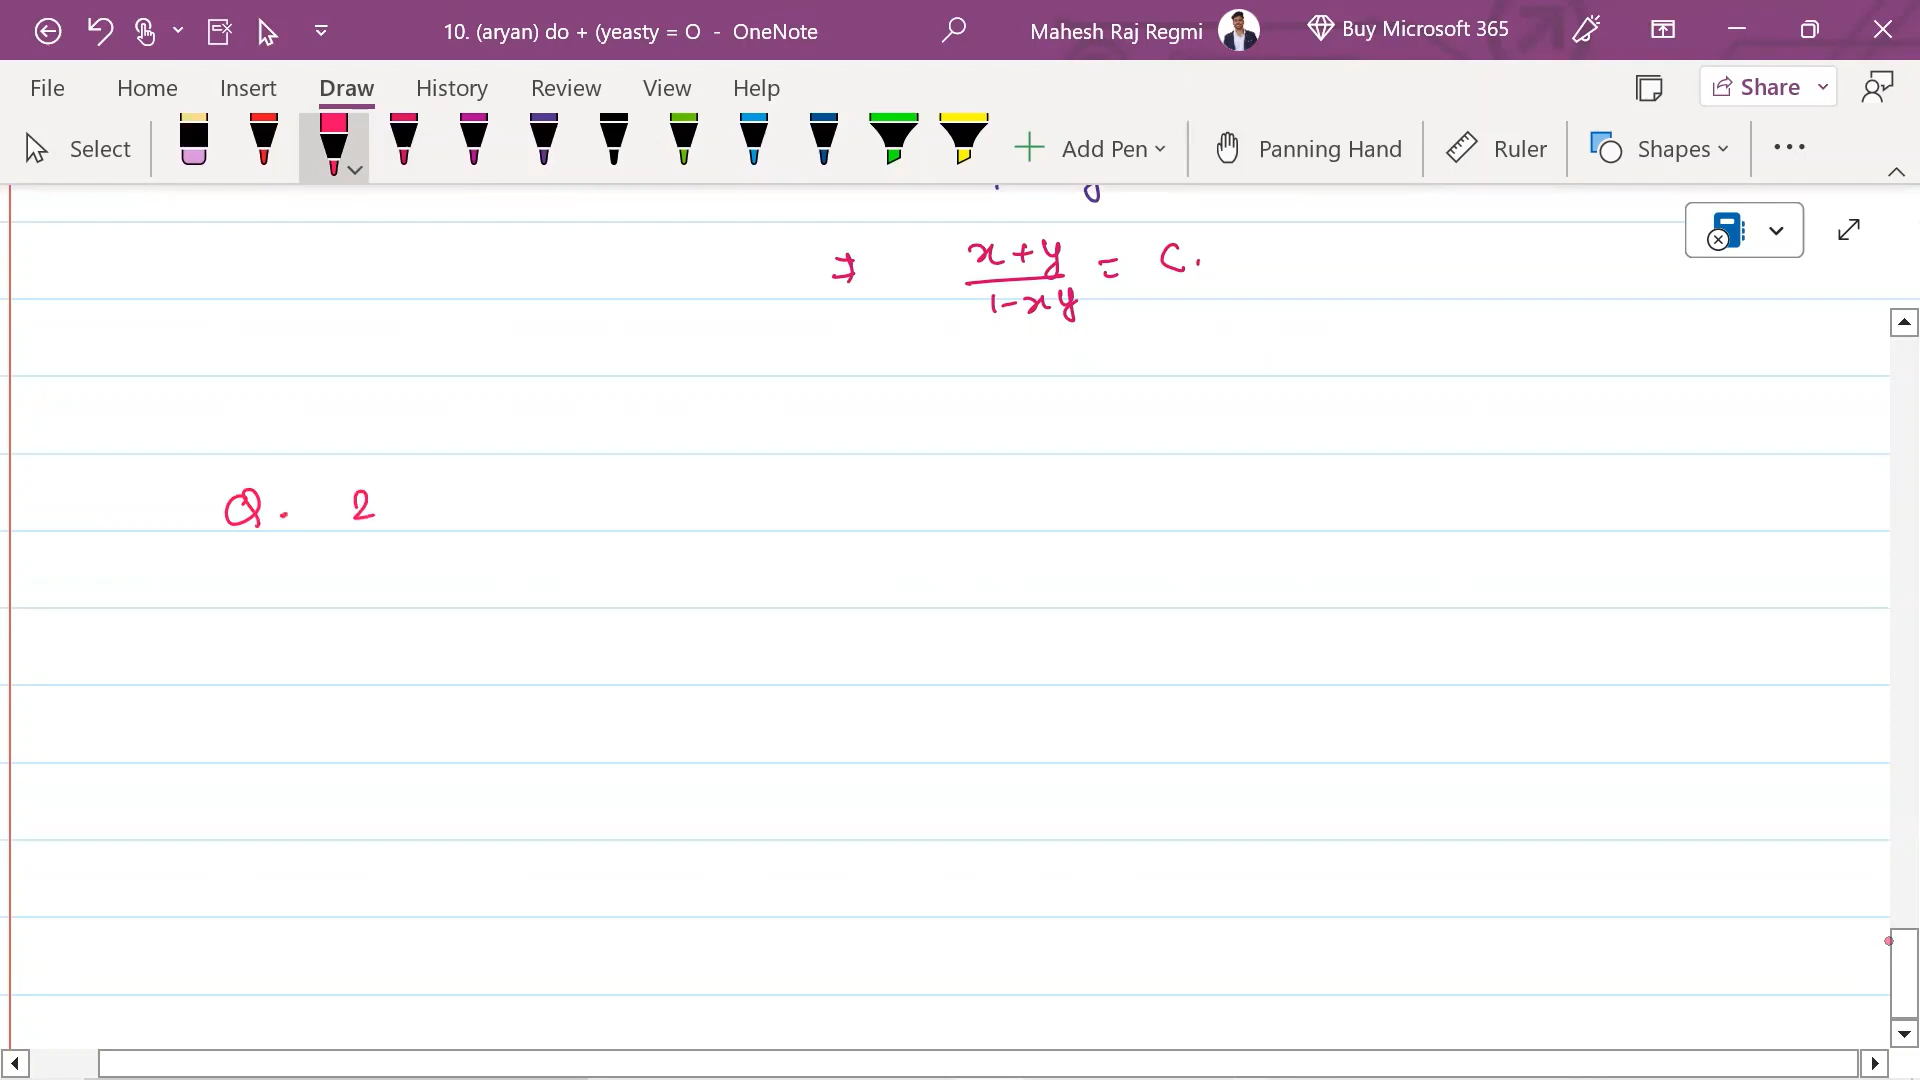 10. (aryan) do + (yeasty = O - OneNote
Mahesh Raj Regmi
Buy Microsoft 365
File Home Insert Draw History Review View Help
Share
Select
Add Pen
Panning Hand
Ruler
Shapes
⇒ x+y/1-xy = C.
Q. 2